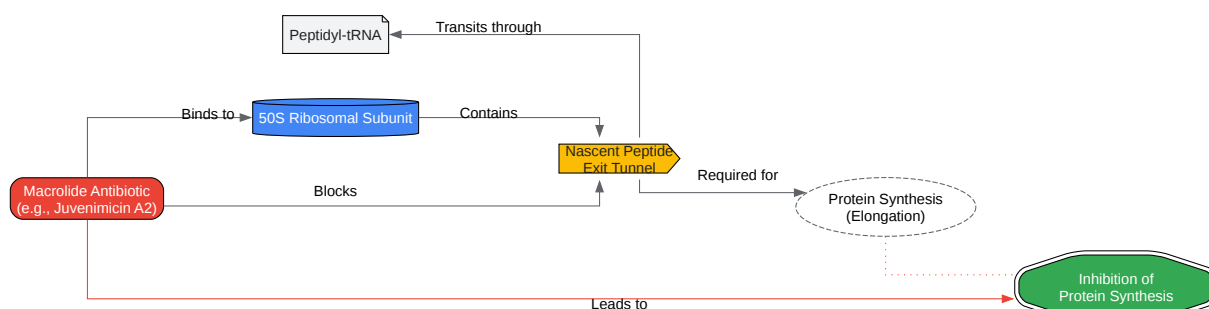 Transits through
Peptidyl-tRNA
Binds to
50S Ribosomal Subunit
Contains
Nascent Peptide
Exit Tunnel
Macrolide Antibiotic
(e.g., Juvenimicin A2)
Blocks
Required for
Protein Synthesis
(Elongation)
Inhibition of
Protein Synthesis
Leads to